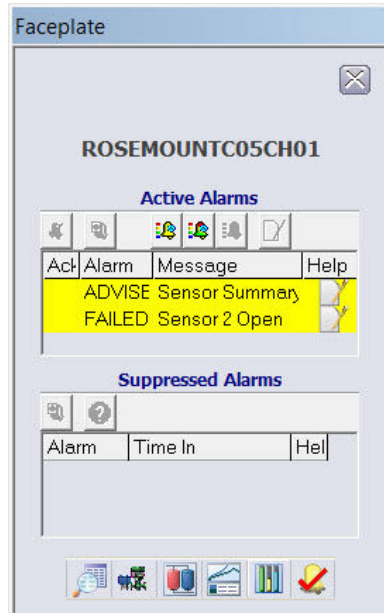 Faceplate
ROSEMOUNTC05CH01
Active Alarms
Ack Alarm Message Help
ADVISE Sensor Summary
FAILED Sensor 2 Open
Suppressed Alarms
Alarm Time In Hel